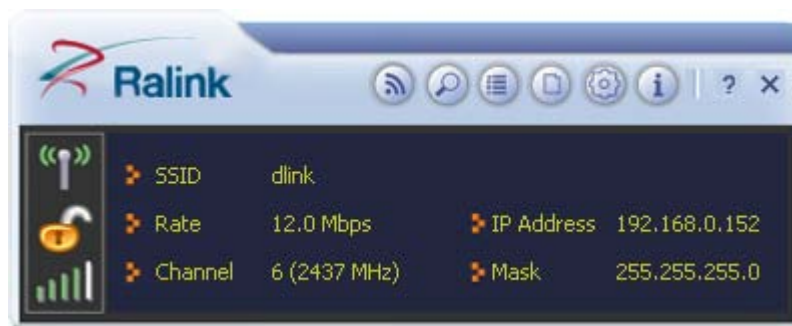 Ralink
i ? ×
SSID dlink
Rate 12.0 Mbps IP Address 192.168.0.152
Channel 6 (2437 MHz) Mask 255.255.255.0